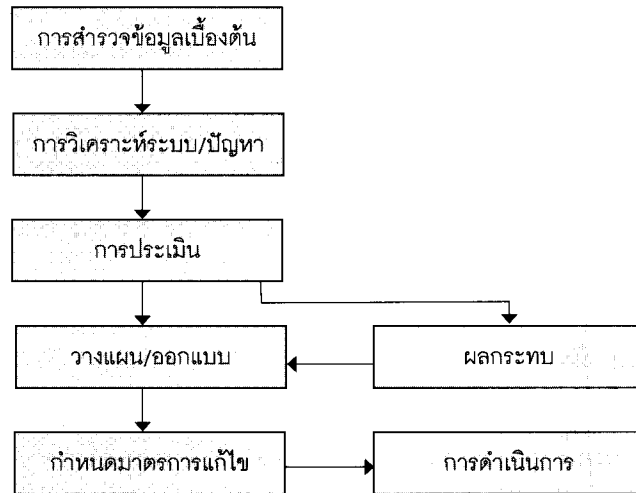 การสำรวจข้อมูลเบื้องต้น
การวิเคราะห์ระบบ/ปัญหา
การประเมิน
วางแผน/ออกแบบ
ผลกระทบ
กำหนดมาตรการแก้ไข
การดำเนินการ